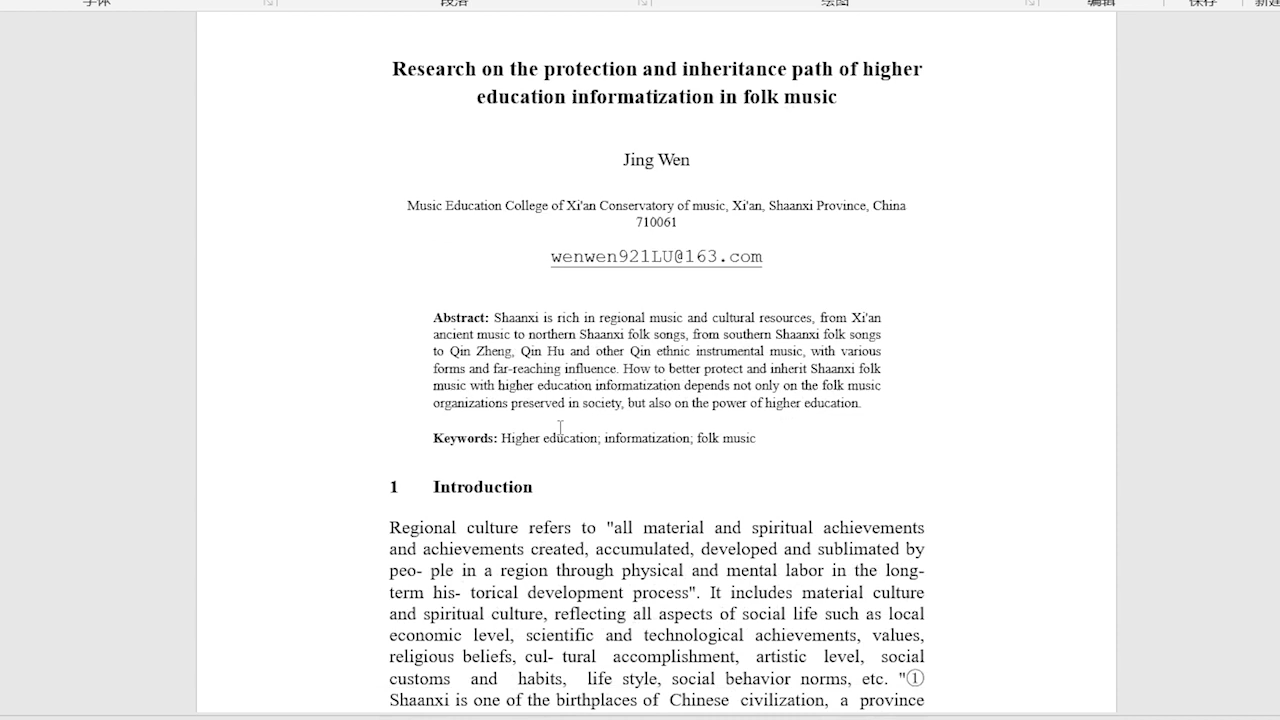 字体 段落 绘图 编辑 保存
Research on the protection and inheritance path of higher
education informatization in folk music
Jing Wen
Music Education College of Xi'an Conservatory of music, Xi'an, Shaanxi Province, China
710061
wenwen921LU@163.com
Abstract: Shaanxi is rich in regional music and cultural resources, from Xi'an
ancient music to northern Shaanxi folk songs, from southern Shaanxi folk songs
to Qin Zheng, Qin Hu and other Qin ethnic instrumental music, with various
forms and far-reaching influence. How to better protect and inherit Shaanxi folk
music with higher education informatization depends not only on the folk music
organizations preserved in society, but also on the power of higher education.
Keywords: Higher education; informatization; folk music
1 Introduction
Regional culture refers to "all material and spiritual achievements
and achievements created, accumulated, developed and sublimated by
peo- ple in a region through physical and mental labor in the long-
term his- torical development process". It includes material culture
and spiritual culture, reflecting all aspects of social life such as local
economic level, scientific and technological achievements, values,
religious beliefs, cul- tural accomplishment, artistic level, social
customs and habits, life style, social behavior norms, etc. "①
Shaanxi is one of the birthplaces of Chinese civilization, a province